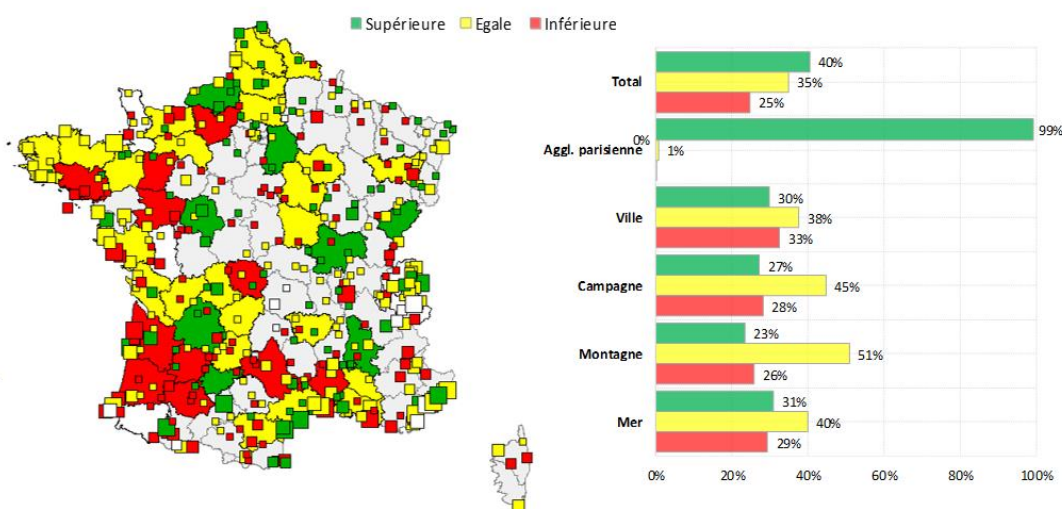 Supérieure Egale Inférieure
Total
40%
35%
25%
Aggl. parisienne
99%
1%
0%
Ville
30%
38%
33%
Campagne
27%
45%
28%
Montagne
23%
51%
26%
Mer
31%
40%
29%
0% 20% 40% 60% 80% 100%